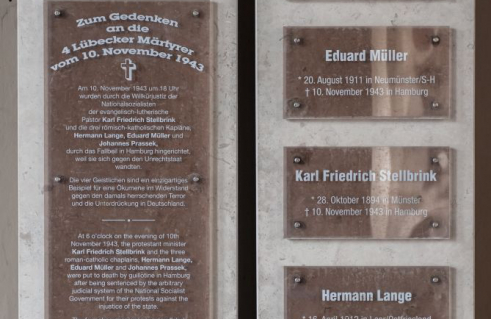 Zum Gedenken
an die
4 Lübecker Märtyrer
vom 10. November 1943
Am 10. November 1943 um 18 Uhr
wurden durch die Willkürjustiz der
Nationalsozialisten
der evangelisch-lutherische
Pastor Karl Friedrich Stellbrink
und die drei römisch-katholischen Kapläne,
Hermann Lange, Eduard Müller und
Johannes Prassek,
durch das Fallbeil in Hamburg hingerichtet,
weil sie sich gegen den Unrechtstaat
wandten.
Die vier Geistlichen sind ein einzigartiges
Beispiel für eine Ökumene im Widerstand
gegen den damals herrschenden Terror
und die Unterdrückung in Deutschland.
At 6 o'clock on the evening of 10th
November 1943, the protestant minister
Karl Friedrich Stellbrink and the three
roman-catholic chaplains, Hermann Lange,
Eduard Müller and Johannes Prassek,
were put to death by guillotine in Hamburg
after being sentenced by the arbitrary
judicial system of the National Socialist
Government for their protests against the
injustice of the state.
Eduard Müller
* 20. August 1911 in Neumünster/S-H
† 10. November 1943 in Hamburg
Karl Friedrich Stellbrink
* 28. Oktober 1894 in Münster
† 10. November 1943 in Hamburg
Hermann Lange
* 16. April 1912 in Leer/Ostfriesland